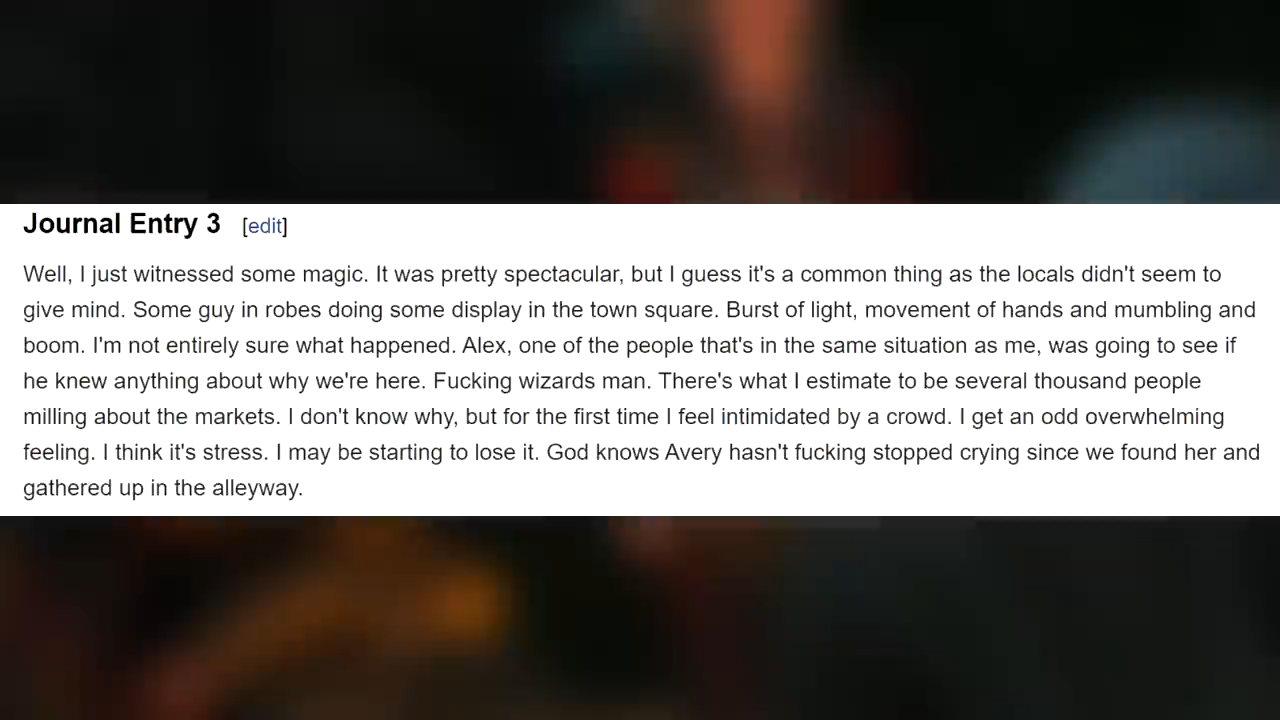 Journal Entry 3 [edit]
Well, I just witnessed some magic. It was pretty spectacular, but I guess it's a common thing as the locals didn't seem to
give mind. Some guy in robes doing some display in the town square. Burst of light, movement of hands and mumbling and
boom. I'm not entirely sure what happened. Alex, one of the people that's in the same situation as me, was going to see if
he knew anything about why we're here. Fucking wizards man. There's what I estimate to be several thousand people
milling about the markets. I don't know why, but for the first time I feel intimidated by a crowd. I get an odd overwhelming
feeling. I think it's stress. I may be starting to lose it. God knows Avery hasn't fucking stopped crying since we found her and
gathered up in the alleyway.